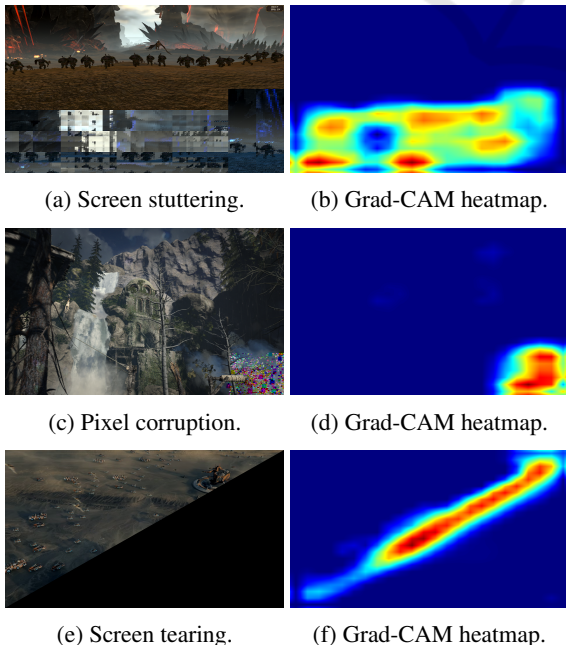 (a) Screen stuttering.
(b) Grad-CAM heatmap.
(c) Pixel corruption.
(d) Grad-CAM heatmap.
(e) Screen tearing.
(f) Grad-CAM heatmap.